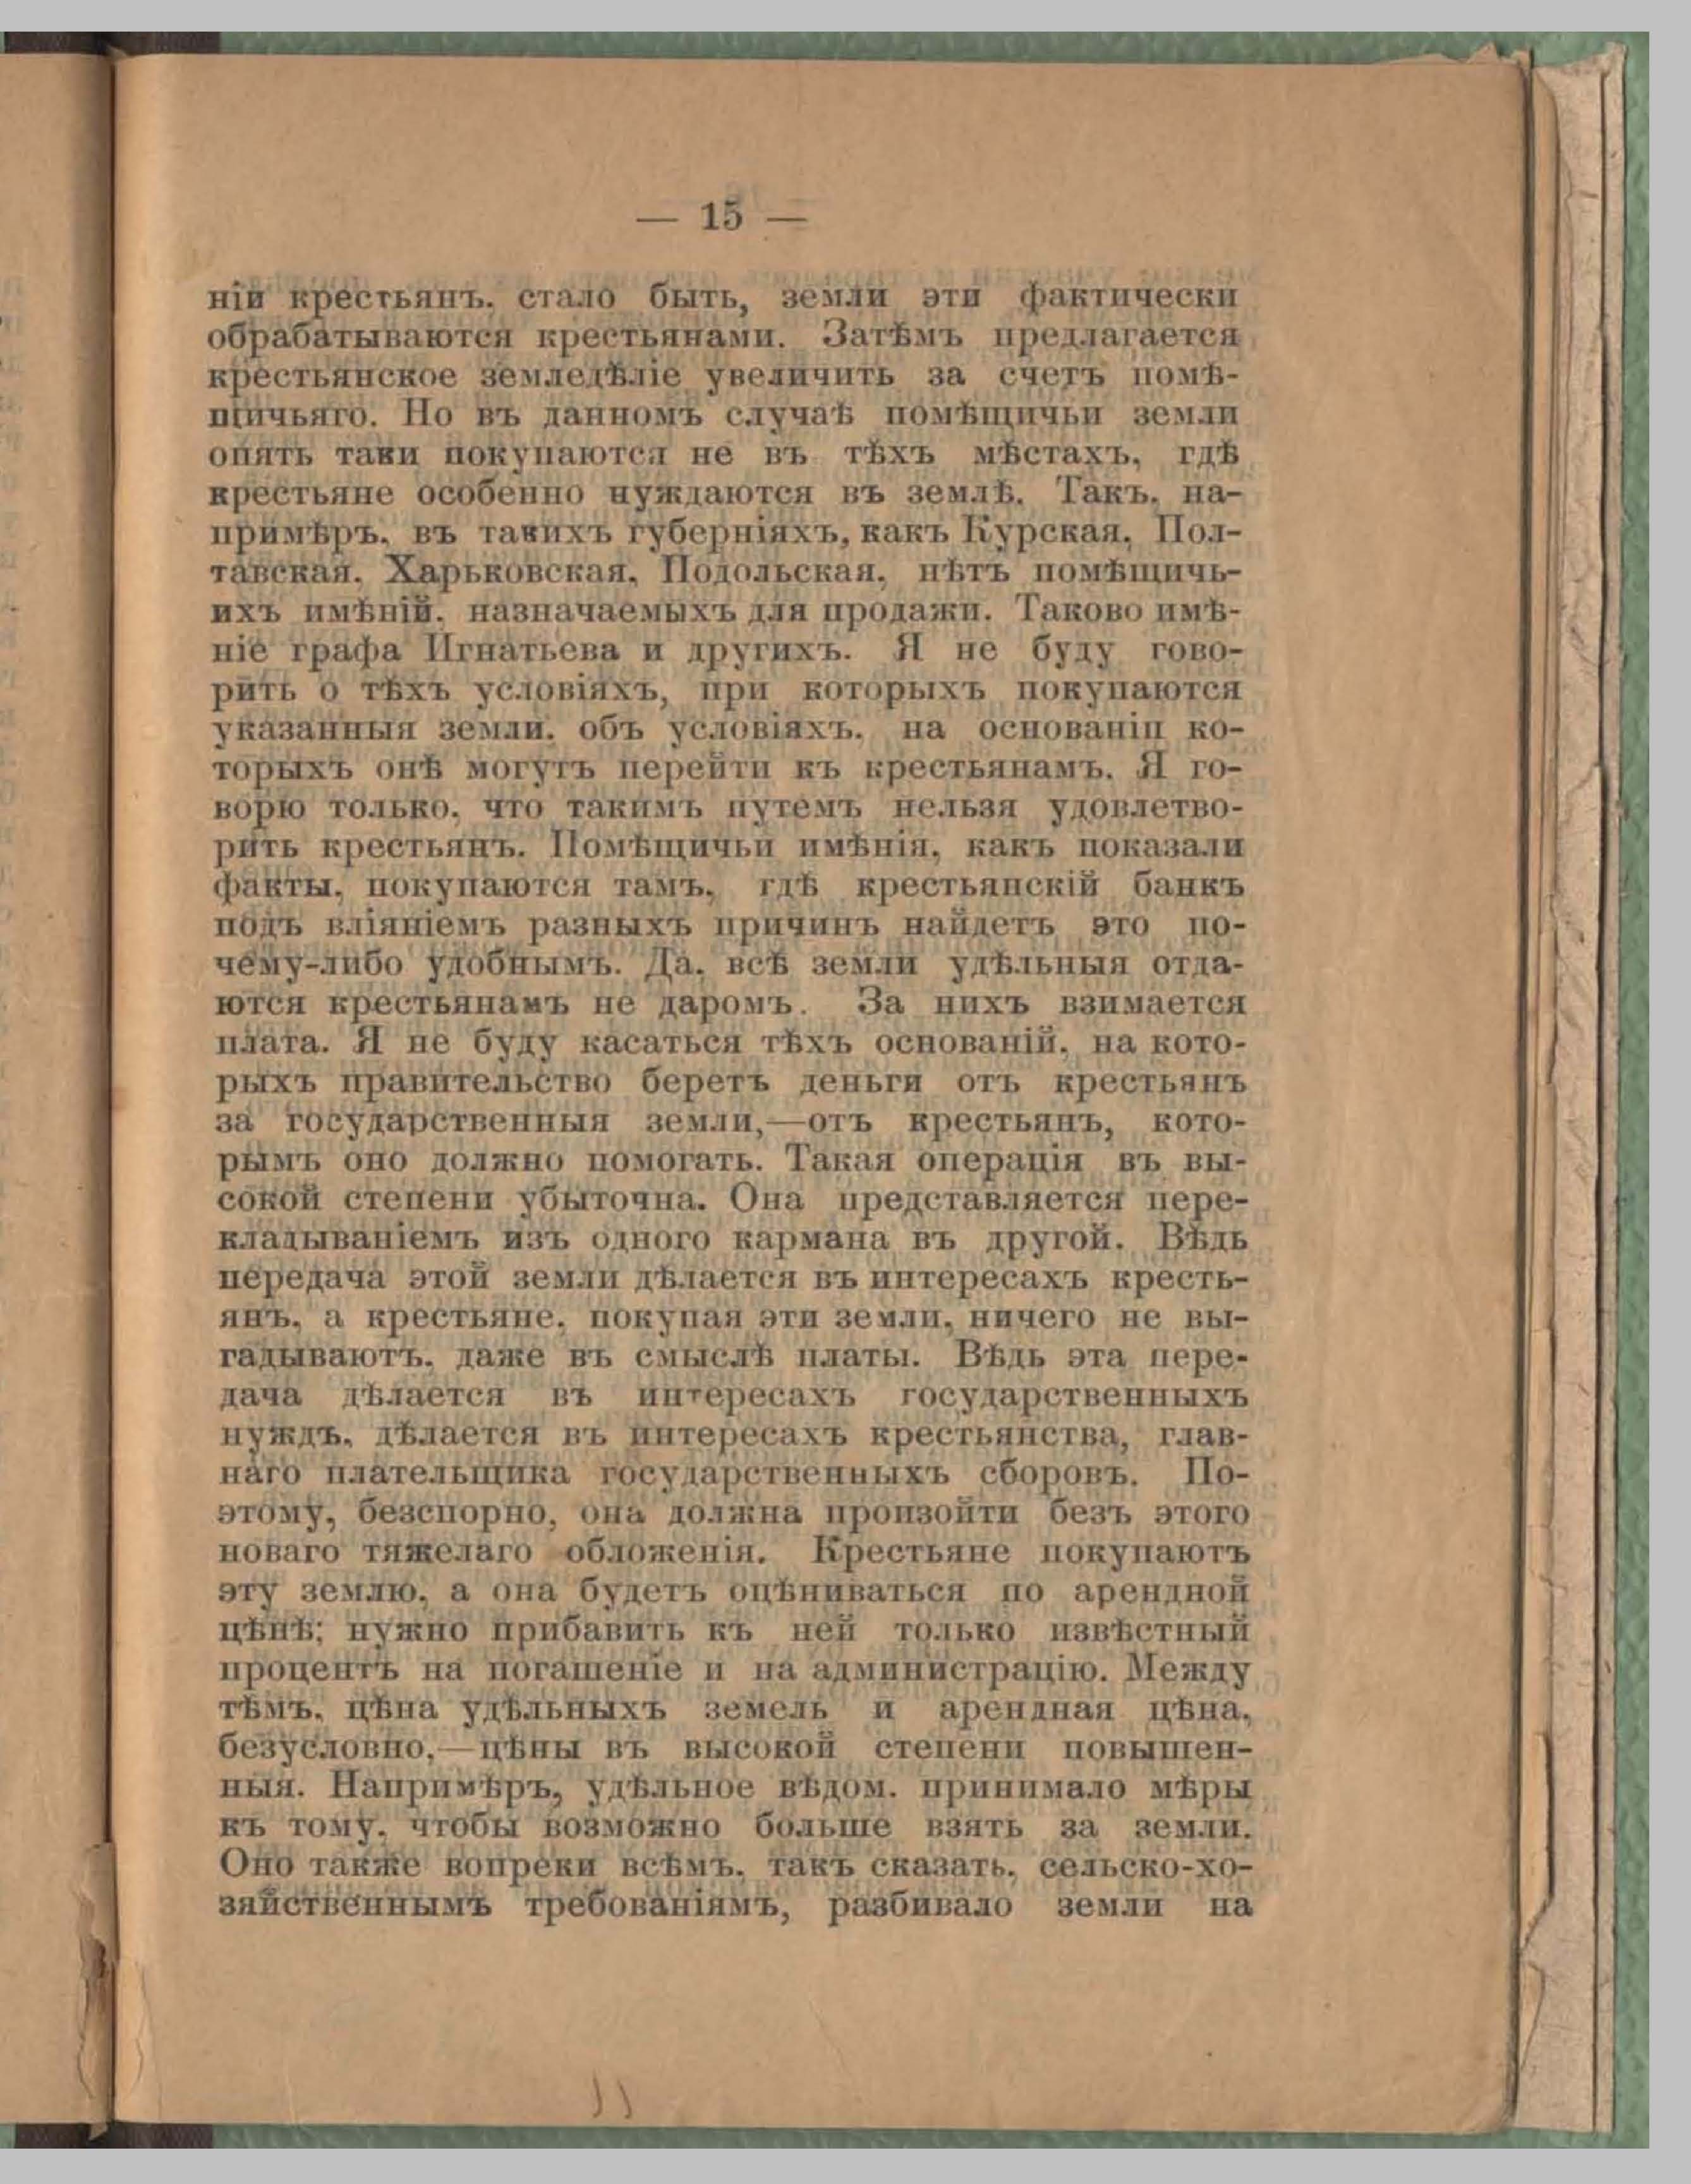 — 15 —
ніи крестьянъ. стало быть, земли эти фактически
обрабатываются крестьянами. Затѣмъ предлагается
крестьянское земледѣліе увеличить за счетъ помѣ-
щичьяго. Но въ данномъ случаѣ помѣщичьи земли
опять таки покупаются не въ тѣхъ мѣстахъ, гдѣ
крестьяне особенно нуждаются въ землѣ. Такъ, на-
примѣръ, въ такихъ губерніяхъ, какъ Курская, Пол-
тавская, Харьковская, Подольская, нѣтъ помѣщичь-
ихъ имѣній, назначаемыхъ для продажи. Таково имѣ-
ніе графа Игнатьева и другихъ. Я не буду гово-
рить о тѣхъ условіяхъ, при которыхъ покупаются
указанныя земли, объ условіяхъ, на основаніи ко-
торыхъ онѣ могутъ перейти къ крестьянамъ. Я го-
ворю только, что такимъ путемъ нельзя удовлетво-
рить крестьянъ. Помѣщичьи имѣнія, какъ показали
факты, покупаются тамъ, гдѣ крестьянскій банкъ
подъ вліяніемъ разныхъ причинъ найдетъ это по-
чему-либо удобнымъ. Да, всѣ земли удѣльныя отда-
ются крестьянамъ не даромъ. За нихъ взимается
плата. Я не буду касаться тѣхъ основаній, на кото-
рыхъ правительство беретъ деньги отъ крестьянъ
за государственныя земли,—отъ крестьянъ, кото-
рымъ оно должно помогать. Такая операція въ вы-
сокой степени убыточна. Она представляется пере-
кладываніемъ изъ одного кармана въ другой. Вѣдь
передача этой земли дѣлается въ интересахъ кресть-
янъ, а крестьяне, покупая эти земли, ничего не вы-
гадываютъ, даже въ смыслѣ платы. Вѣдь эта пере-
дача дѣлается въ интересахъ государственныхъ
нуждъ, дѣлается въ интересахъ крестьянства, глав-
наго плательщика государственныхъ сборовъ. По-
этому, безспорно, она должна произойти безъ этого
новаго тяжелаго обложенія. Крестьяне покупаютъ
эту землю, а она будетъ оцѣниваться по арендной
цѣнѣ; нужно прибавить къ ней только извѣстный
процентъ на погашеніе и на администрацію. Между
тѣмъ, цѣна удѣльныхъ земель и арендная цѣна,
безусловно,—цѣны въ высокой степени повышен-
ныя. Напримѣръ, удѣльное вѣдом. принимало мѣры
къ тому, чтобы возможно больше взять за земли.
Оно также вопреки всѣмъ, такъ сказать, сельско-хо-
зяйственнымъ требованіямъ, разбивало земли на